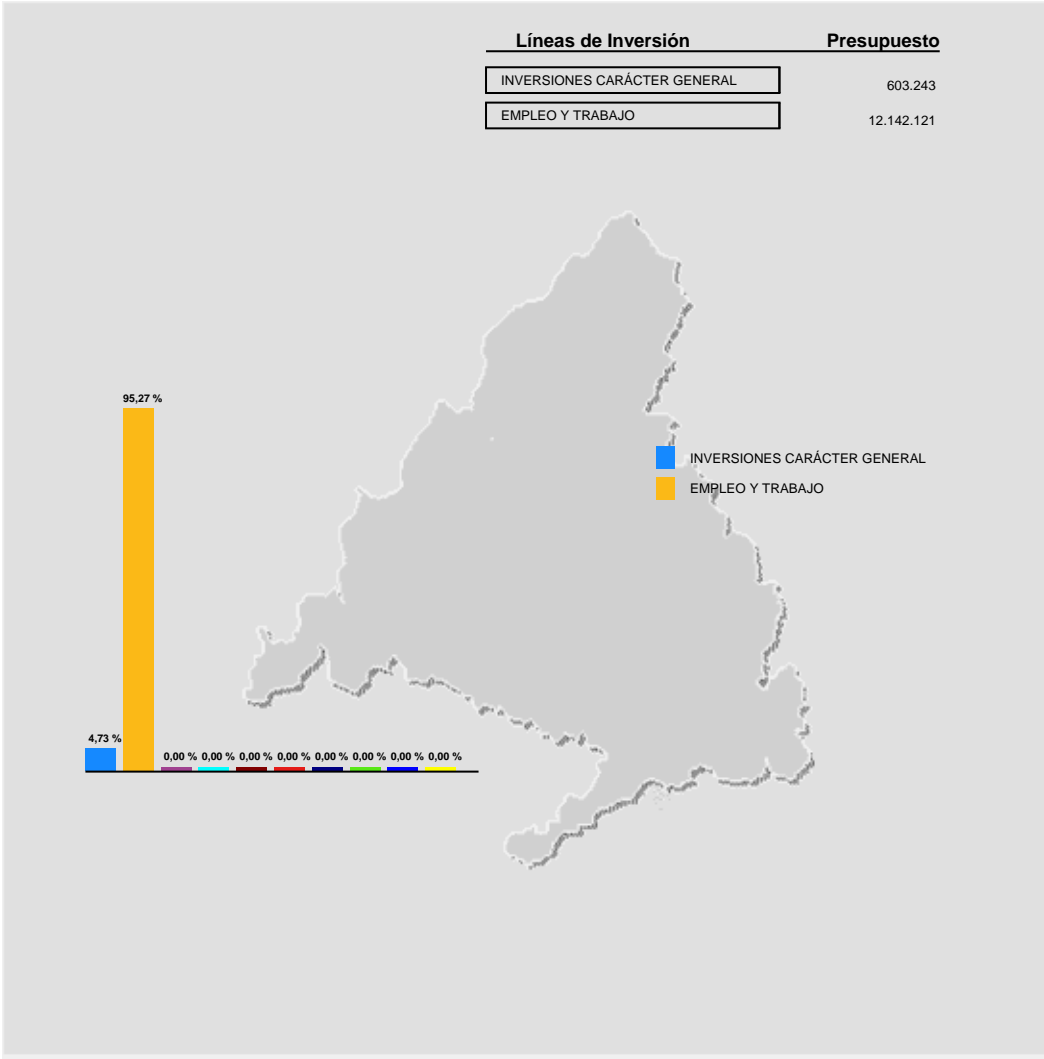 Líneas de Inversión Presupuesto
INVERSIONES CARÁCTER GENERAL 603.243
EMPLEO Y TRABAJO 12.142.121
95,27 %
INVERSIONES CARÁCTER GENERAL
EMPLEO Y TRABAJO
4,73 %
0,00 % 0,00 % 0,00 % 0,00 % 0,00 % 0,00 % 0,00 % 0,00 %